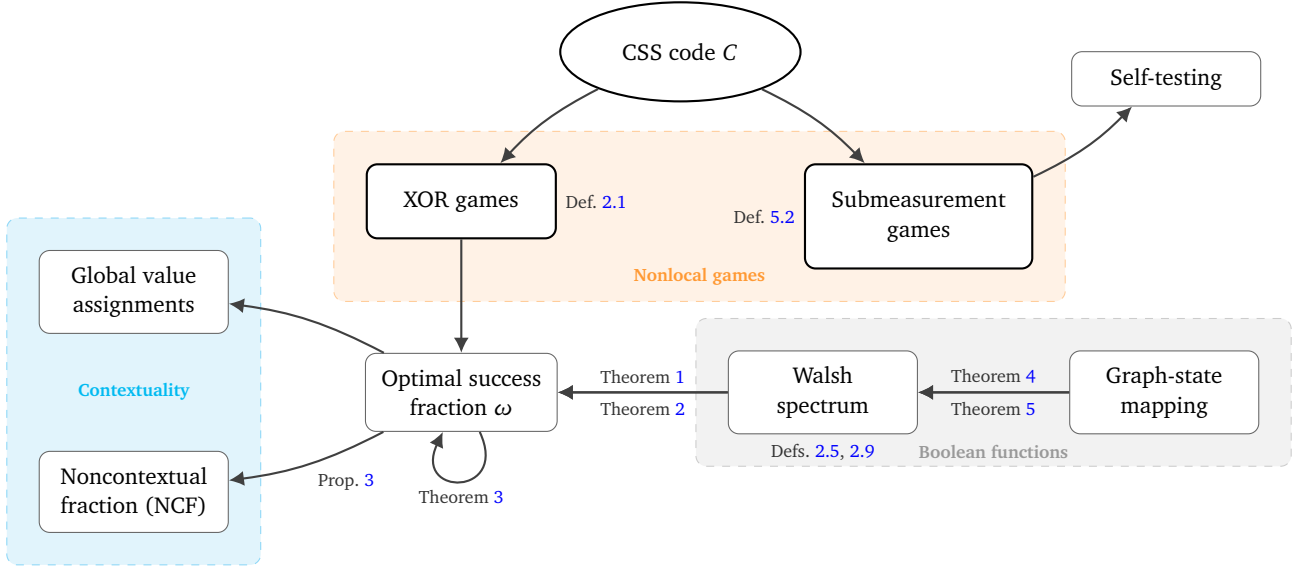 CSS code C
Self-testing
XOR games
Def. 2.1
Def. 5.2
Submeasurement
games
Nonlocal games
Global value
assignments
Contextuality
Noncontextual
fraction (NCF)
Optimal success
fraction ω
Prop. 3
Theorem 3
Theorem 1
Theorem 2
Walsh
spectrum
Defs. 2.5, 2.9
Theorem 4
Theorem 5
Graph-state
mapping
Boolean functions